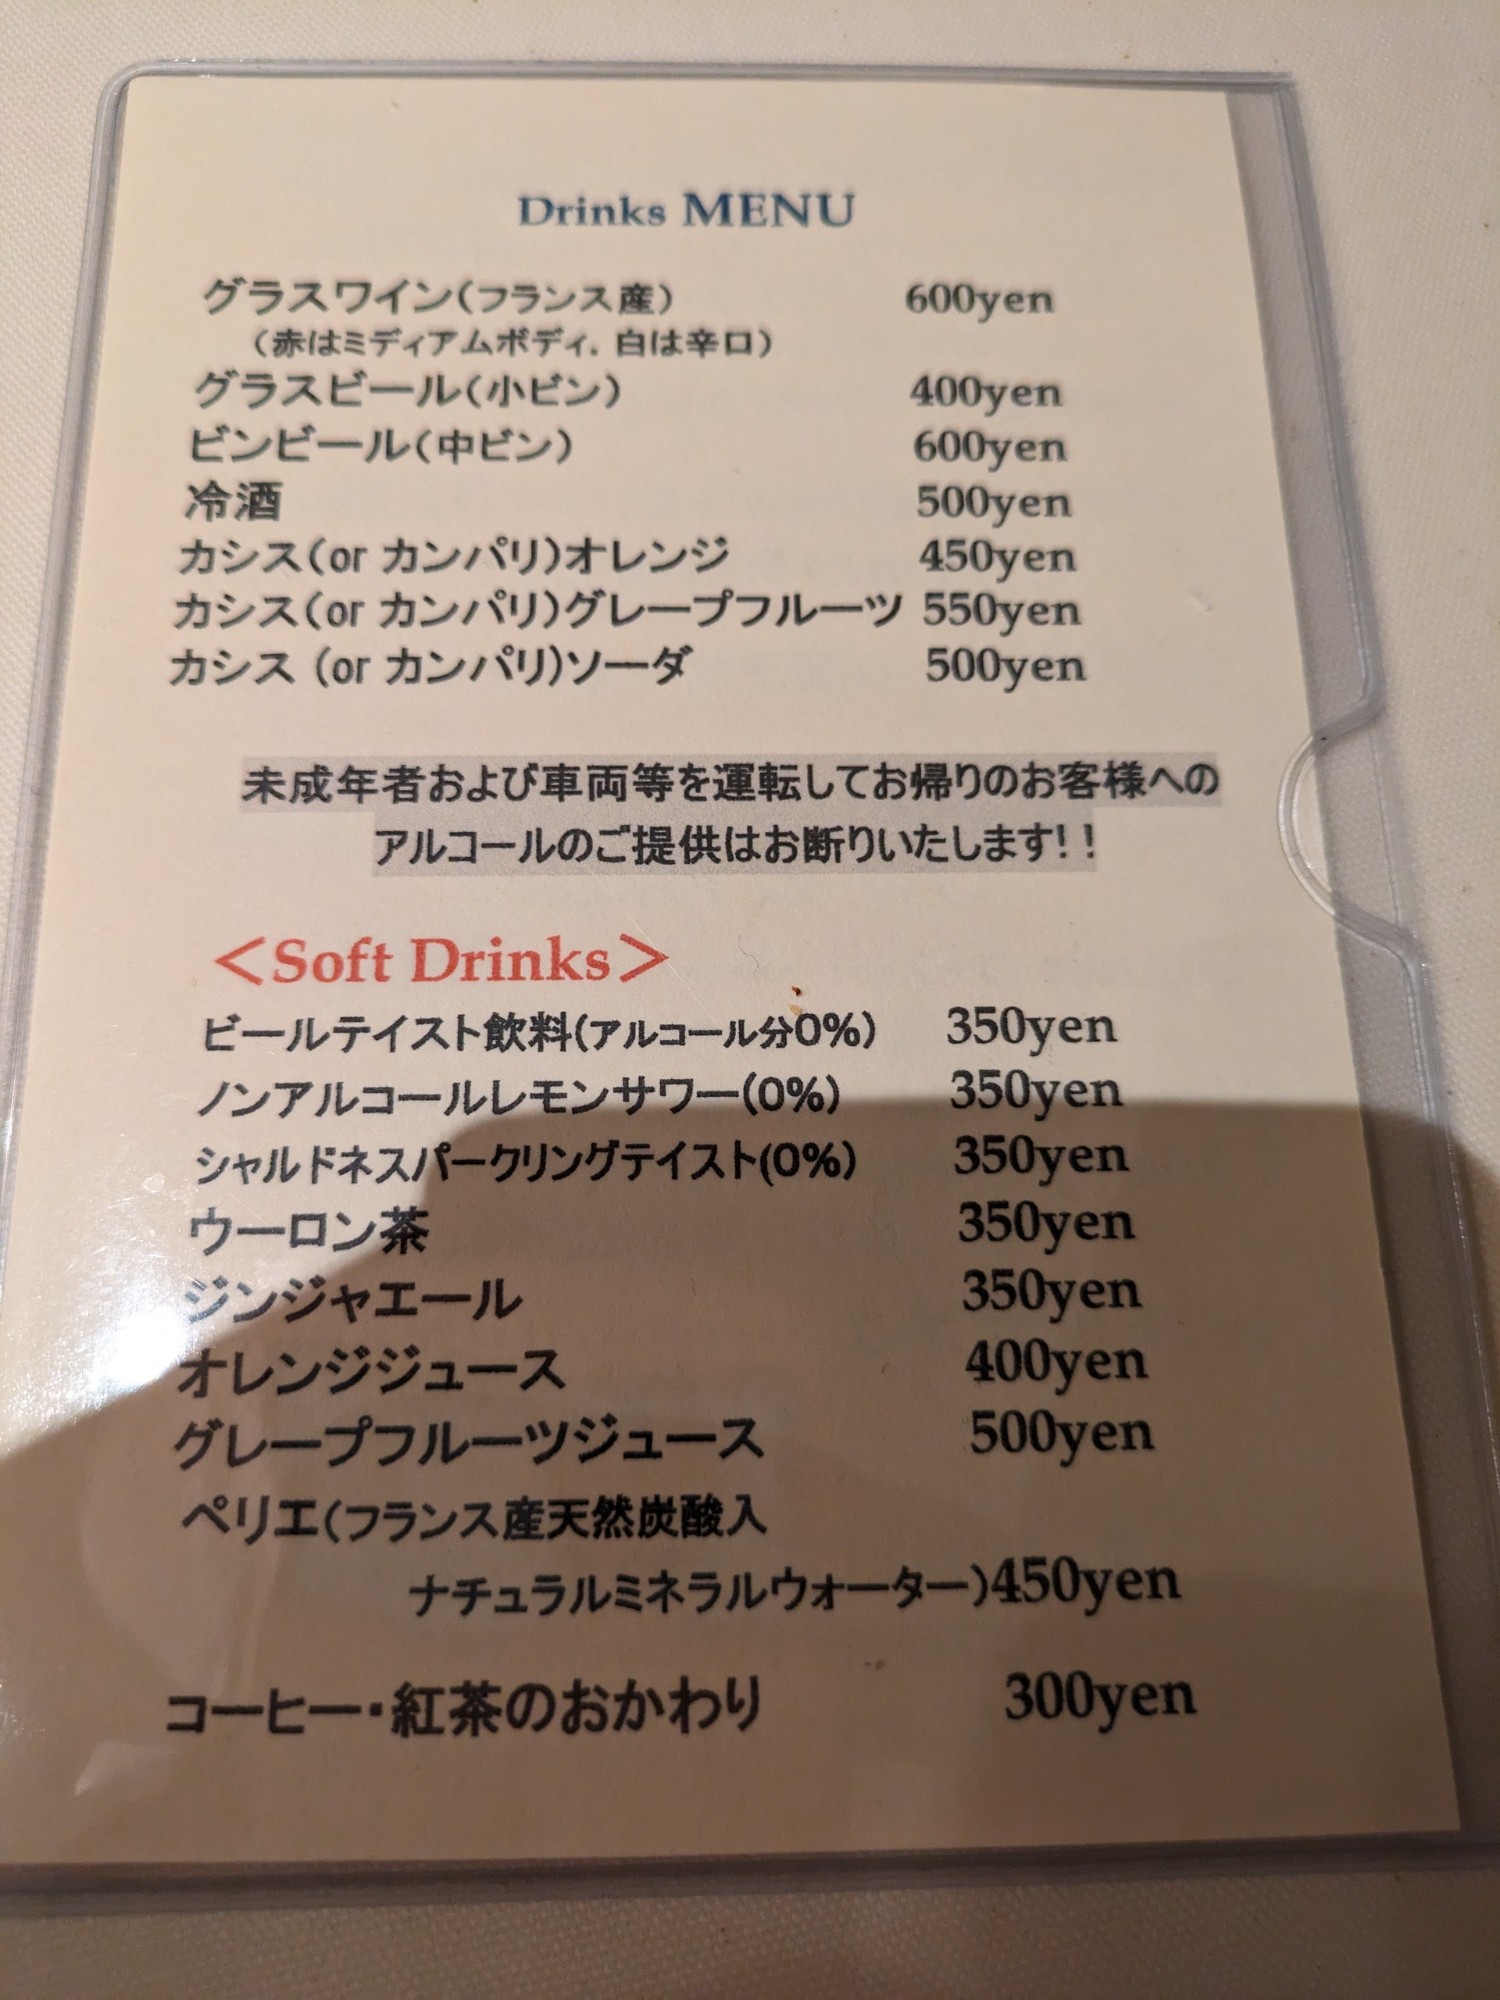 Drinks MENU
グラスワイン(フランス産) 600yen
(赤はミディアムボディ. 白は辛口)
グラスビール(小ビン) 400yen
ビンビール(中ビン) 600yen
冷酒 500yen
カシス(or カンパリ)オレンジ 450yen
カシス(or カンパリ)グレープフルーツ 550yen
カシス (or カンパリ)ソーダ 500yen
未成年者および車両等を運転してお帰りのお客様への
アルコールのご提供はお断りいたします!!
<Soft Drinks>
ビールテイスト飲料(アルコール分0%) 350yen
ノンアルコールレモンサワー(0%) 350yen
シャルドネスパークリングテイスト(0%) 350yen
ウーロン茶 350yen
ジンジャエール 350yen
オレンジジュース 400yen
グレープフルーツジュース 500yen
ペリエ(フランス産天然炭酸入
ナチュラルミネラルウォーター)450yen
コーヒー・紅茶のおかわり 300yen